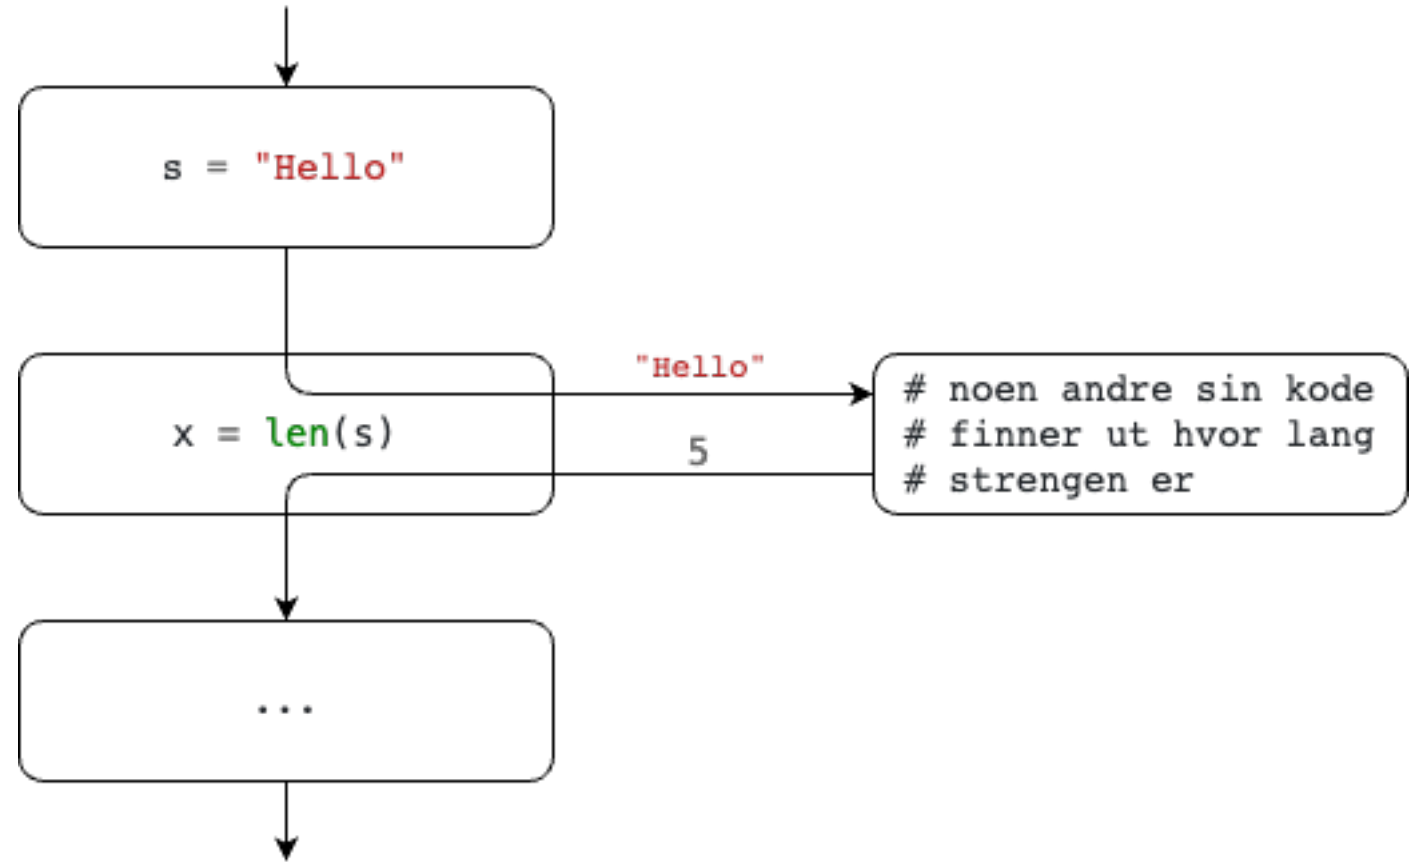 s = "Hello"
"Hello"
x = len(s)
5
# noen andre sin kode
# finner ut hvor lang
# strengen er
...